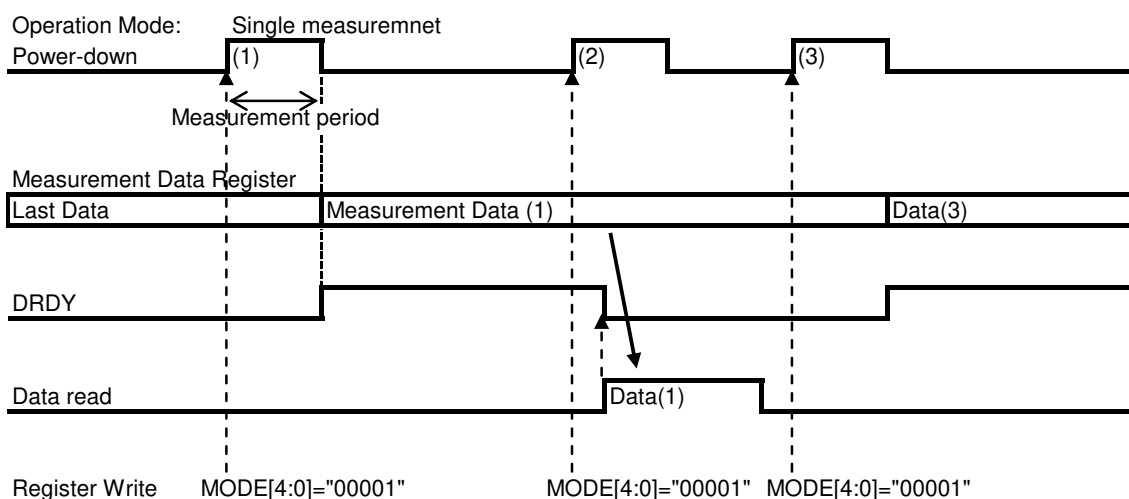 Operation Mode: Single measuremnet
Power-down
(1) (2) (3)
Measurement period
Measurement Data Register
Last Data Measurement Data (1) Data(3)
DRDY
Data read Data(1)
Register Write MODE[4:0]="00001" MODE[4:0]="00001" MODE[4:0]="00001"